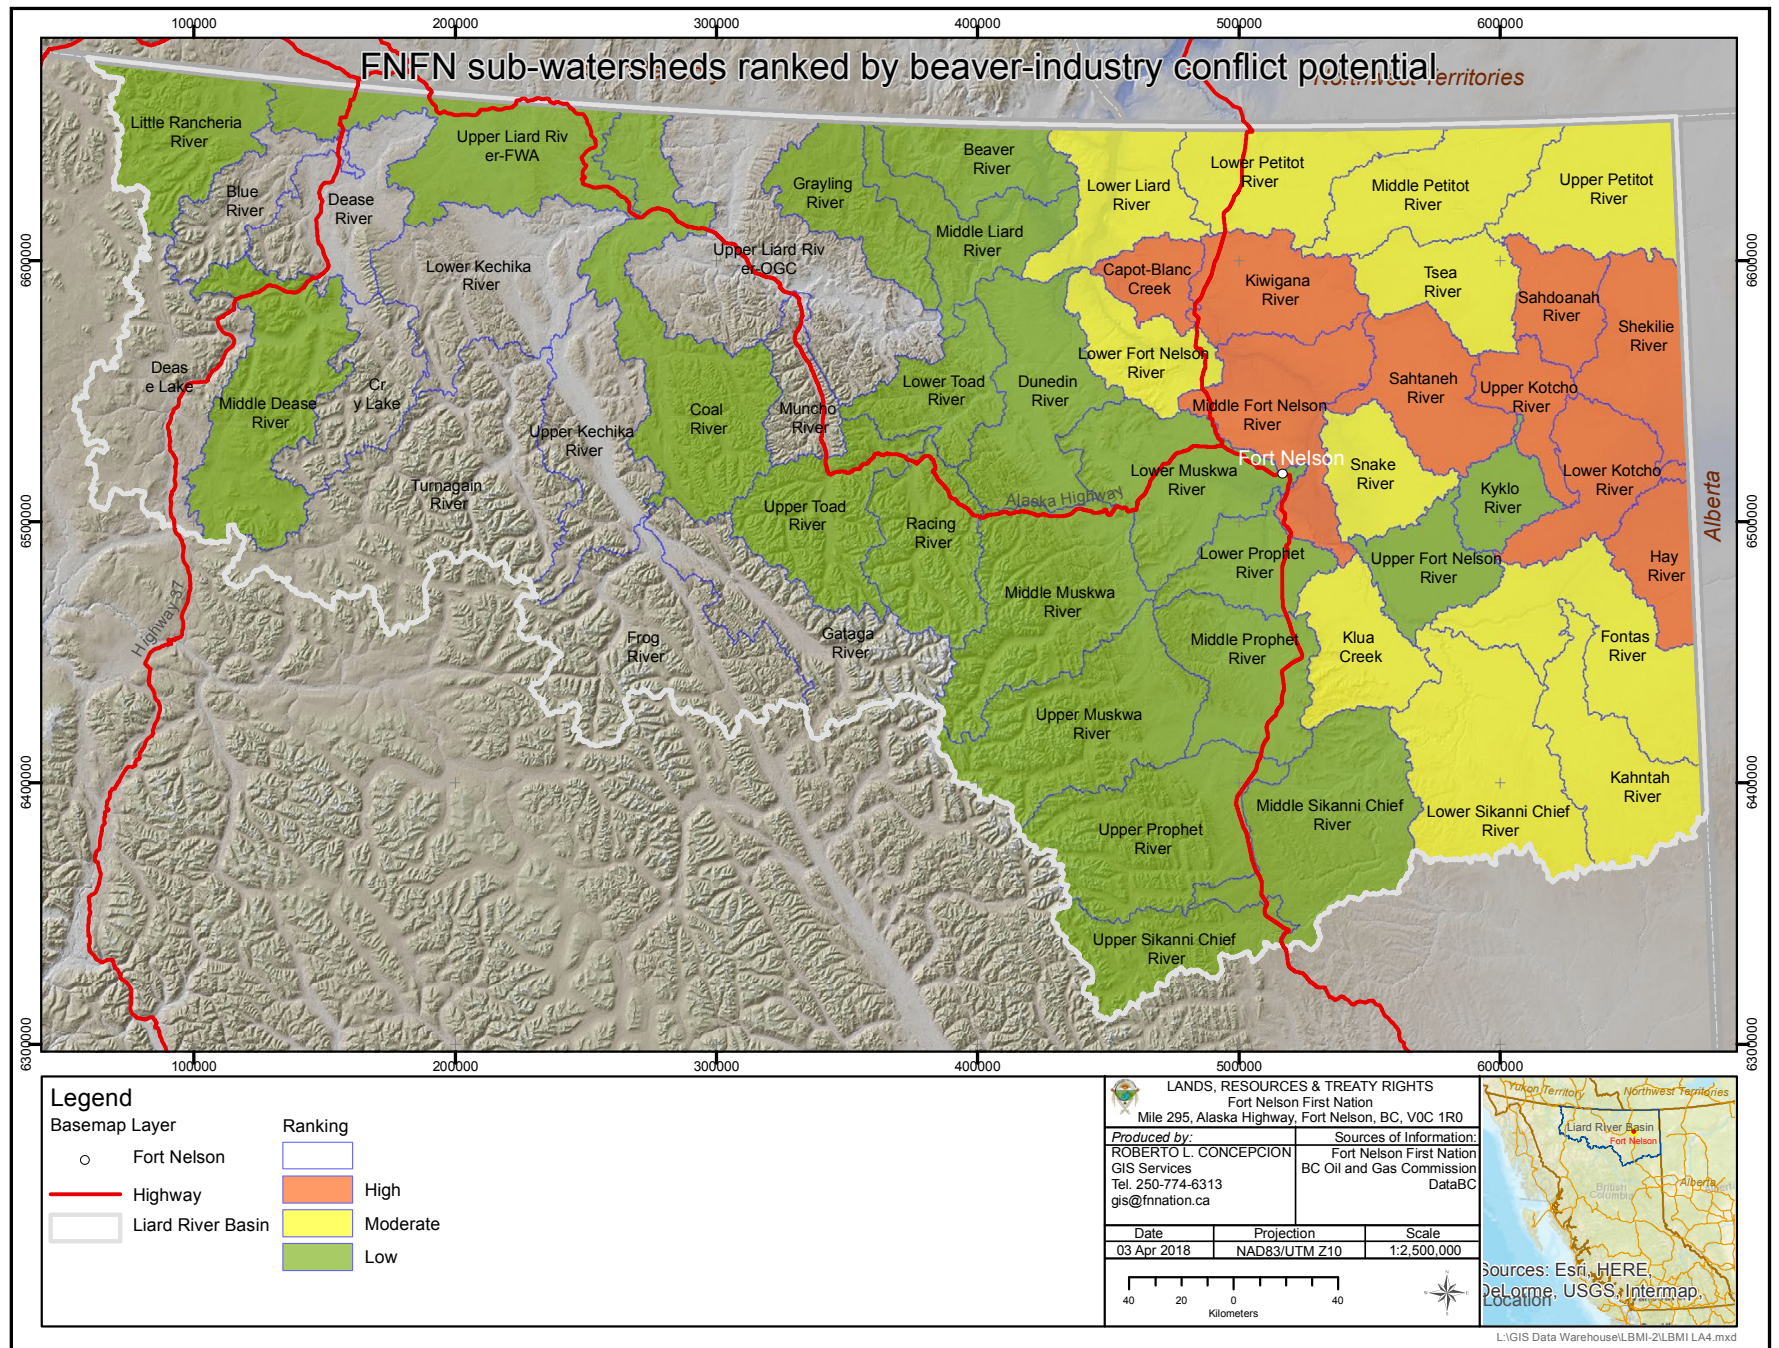 100000
200000
300000
400000
500000
600000
FNFN sub-watersheds ranked by beaver-industry conflict potential
Northwest Territories
Little Rancheria
River
Upper Liard Riv
er-FWA
Blue
River
Dease
River
Grayling
River
Beaver
River
Middle Liard
River
Lower Liard
River
Lower Petitot
River
Middle Petitot
River
Upper Petitot
River
6600000
6600000
Lower Kechika
River
Upper Liard Riv
er-OGC
Capot-Blanc
Creek
Kiwigana
River
Tsea
River
Sahdoanah
River
Shekilie
River
Deas
e Lake
Middle Dease
River
Cr
y Lake
Upper Kechika
River
Coal
River
Muncho
River
Lower Toad
River
Dunedin
River
Lower Fort Nelson
River
Middle Fort Nelson
River
Sahtaneh
River
Upper Kotcho
River
Fort Nelson
Turnagain
River
Upper Toad
River
Racing
River
Alaska Highway
Lower Muskwa
River
Snake
River
Kyklo
River
Lower Kotcho
River
Alberta
6500000
6500000
Highway 37
Frog
River
Gataga
River
Middle Muskwa
River
Lower Prophet
River
Upper Fort Nelson
River
Hay
River
Middle Prophet
River
Klua
Creek
Fontas
River
Upper Muskwa
River
6400000
6400000
Upper Prophet
River
Middle Sikanni Chief
River
Lower Sikanni Chief
River
Kahntah
River
Upper Sikanni Chief
River
6300000
6300000
100000
200000
300000
400000
500000
600000
Legend
Basemap Layer
Fort Nelson
Highway
Liard River Basin
Ranking
High
Moderate
Low
LANDS, RESOURCES & TREATY RIGHTS
Fort Nelson First Nation
Mile 295, Alaska Highway, Fort Nelson, BC, V0C 1R0
Produced by:
ROBERTO L. CONCEPCION
GIS Services
Tel. 250-774-6313
gis@fnnation.ca
Sources of Information:
Fort Nelson First Nation
BC Oil and Gas Commission
DataBC
Date
Projection
Scale
03 Apr 2018
NAD83/UTM Z10
1:2,500,000
40 20 0 40
Kilometers
Yukon Territory
Northwest Territories
Liard River Basin
Fort Nelson
British
Columbia
Alberta
Sources: Esri, HERE,
DeLorme, USGS, Intermap,
Location
L:\GIS Data Warehouse\LBMI-2\LBMI LA4.mxd